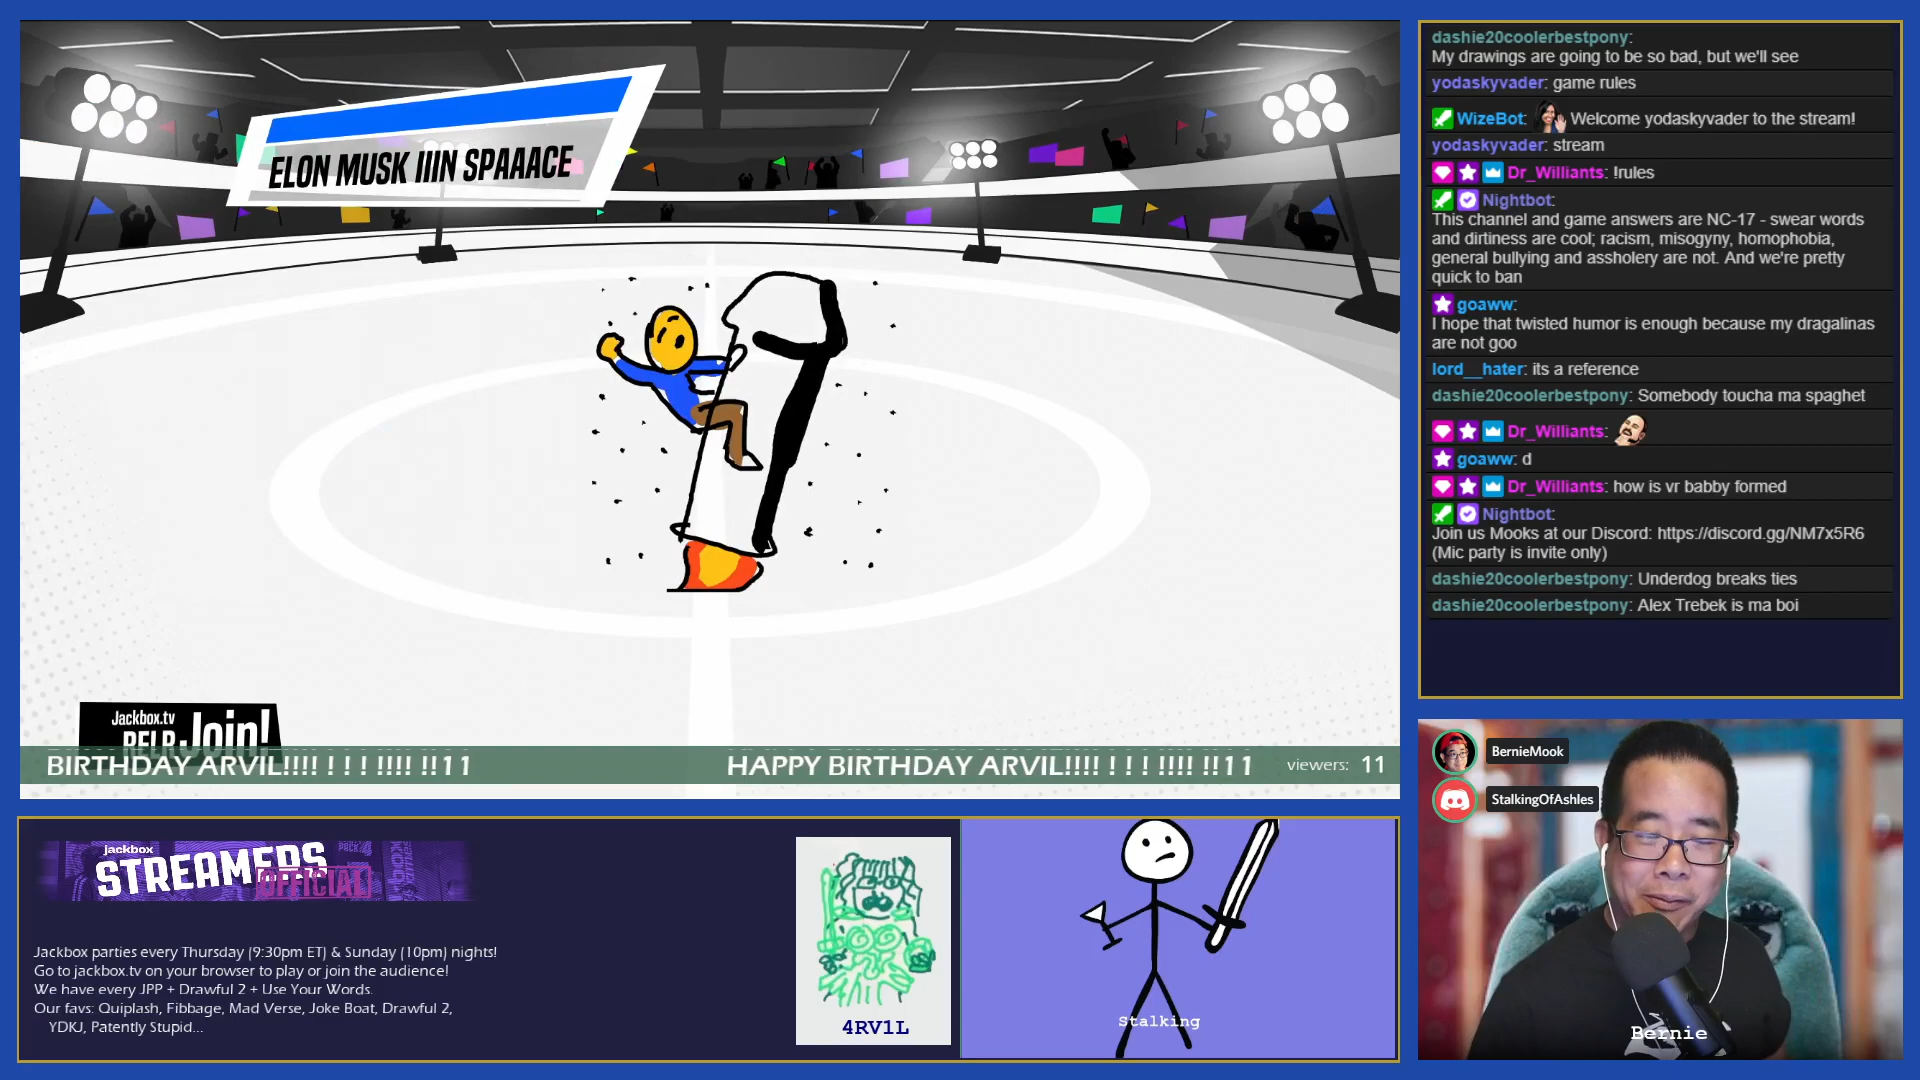 ELON MUSK IIIN SPAAACE
Jackbox.tv
RELR Join!
BIRTHDAY ARVIL!!!! ! ! ! !!!! !!11
HAPPY BIRTHDAY ARVIL!!!! ! ! ! !!!! !!11
viewers: 11
dashie20coolerbestpony:
My drawings are going to be so bad, but we'll see
yodaskyvader: game rules
WizeBot: Welcome yodaskyvader to the stream!
yodaskyvader: stream
Dr_Williants: !rules
Nightbot:
This channel and game answers are NC-17 - swear words
and dirtiness are cool; racism, misogyny, homophobia,
general bullying and assholery are not. And we're pretty
quick to ban
goaww:
I hope that twisted humor is enough because my dragalinas
are not goo
lord__hater: its a reference
dashie20coolerbestpony: Somebody toucha ma spaghet
Dr_Williants:
goaww: d
Dr_Williants: how is vr babby formed
Nightbot:
Join us Mooks at our Discord: https://discord.gg/NM7x5R6
(Mic party is invite only)
dashie20coolerbestpony: Underdog breaks ties
dashie20coolerbestpony: Alex Trebek is ma boi
jackbox
STREAMERS
OFFICIAL
Jackbox parties every Thursday (9:30pm ET) & Sunday (10pm) nights!
Go to jackbox.tv on your browser to play or join the audience!
We have every JPP + Drawful 2 + Use Your Words.
Our favs: Quiplash, Fibbage, Mad Verse, Joke Boat, Drawful 2,
YDKJ, Patently Stupid...
4RV1L
Stalking
BernieMook
StalkingOfAshles
Bernie